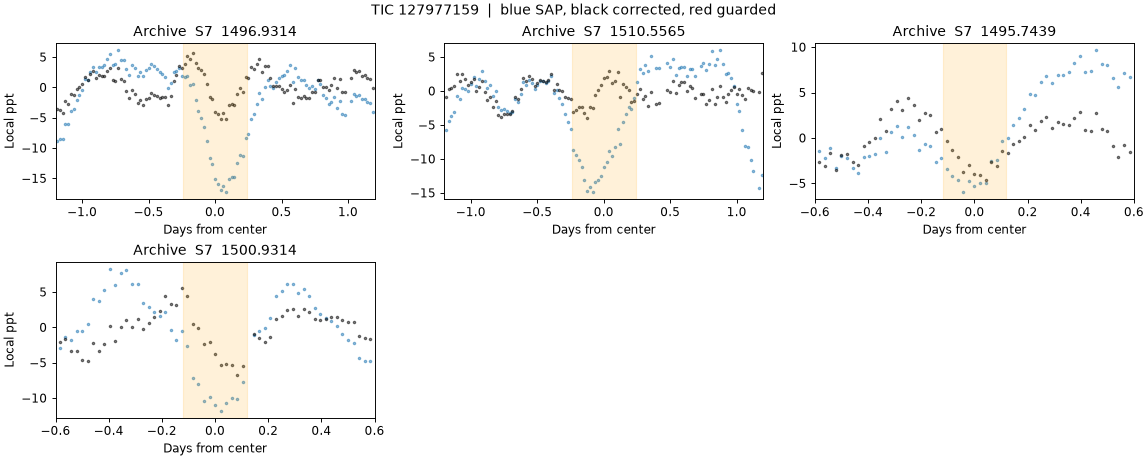 TIC 127977159 | blue SAP, black corrected, red guarded
Archive S7 1496.9314
Archive S7 1510.5565
Archive S7 1495.7439
Local ppt
5
0
−5
−10
−15
−1.0 −0.5 0.0 0.5 1.0
Days from center
Local ppt
5
0
−5
−10
−15
−1.0 −0.5 0.0 0.5 1.0
Days from center
Local ppt
10
5
0
−5
−0.6 −0.4 −0.2 0.0 0.2 0.4 0.6
Days from center
Archive S7 1500.9314
Local ppt
5
0
−5
−10
−0.6 −0.4 −0.2 0.0 0.2 0.4 0.6
Days from center